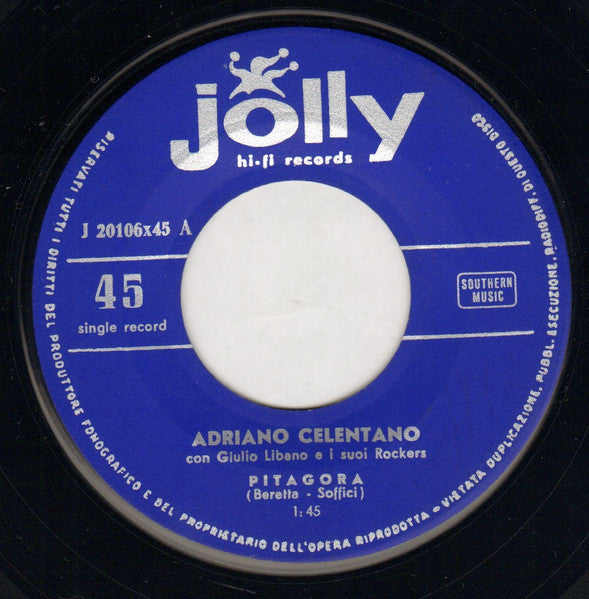 jolly
hi-fi records
J 20106x45 A
45
single record
SOUTHERN
MUSIC
ADRIANO CELENTANO
con Giulio Libano e i suoi Rockers
PITAGORA
(Beretta - Soffici)
1: 45
RISERVATI TUTTI I DIRITTI DEL PRODUTTORE FONOGRAFICO E DEL PROPRIETARIO DELL'OPERA RIPRODOTTA - VIETATA DUPLICAZIONE, PUBBL. ESECUZIONE, RADIODIFF. DI QUESTO DISCO